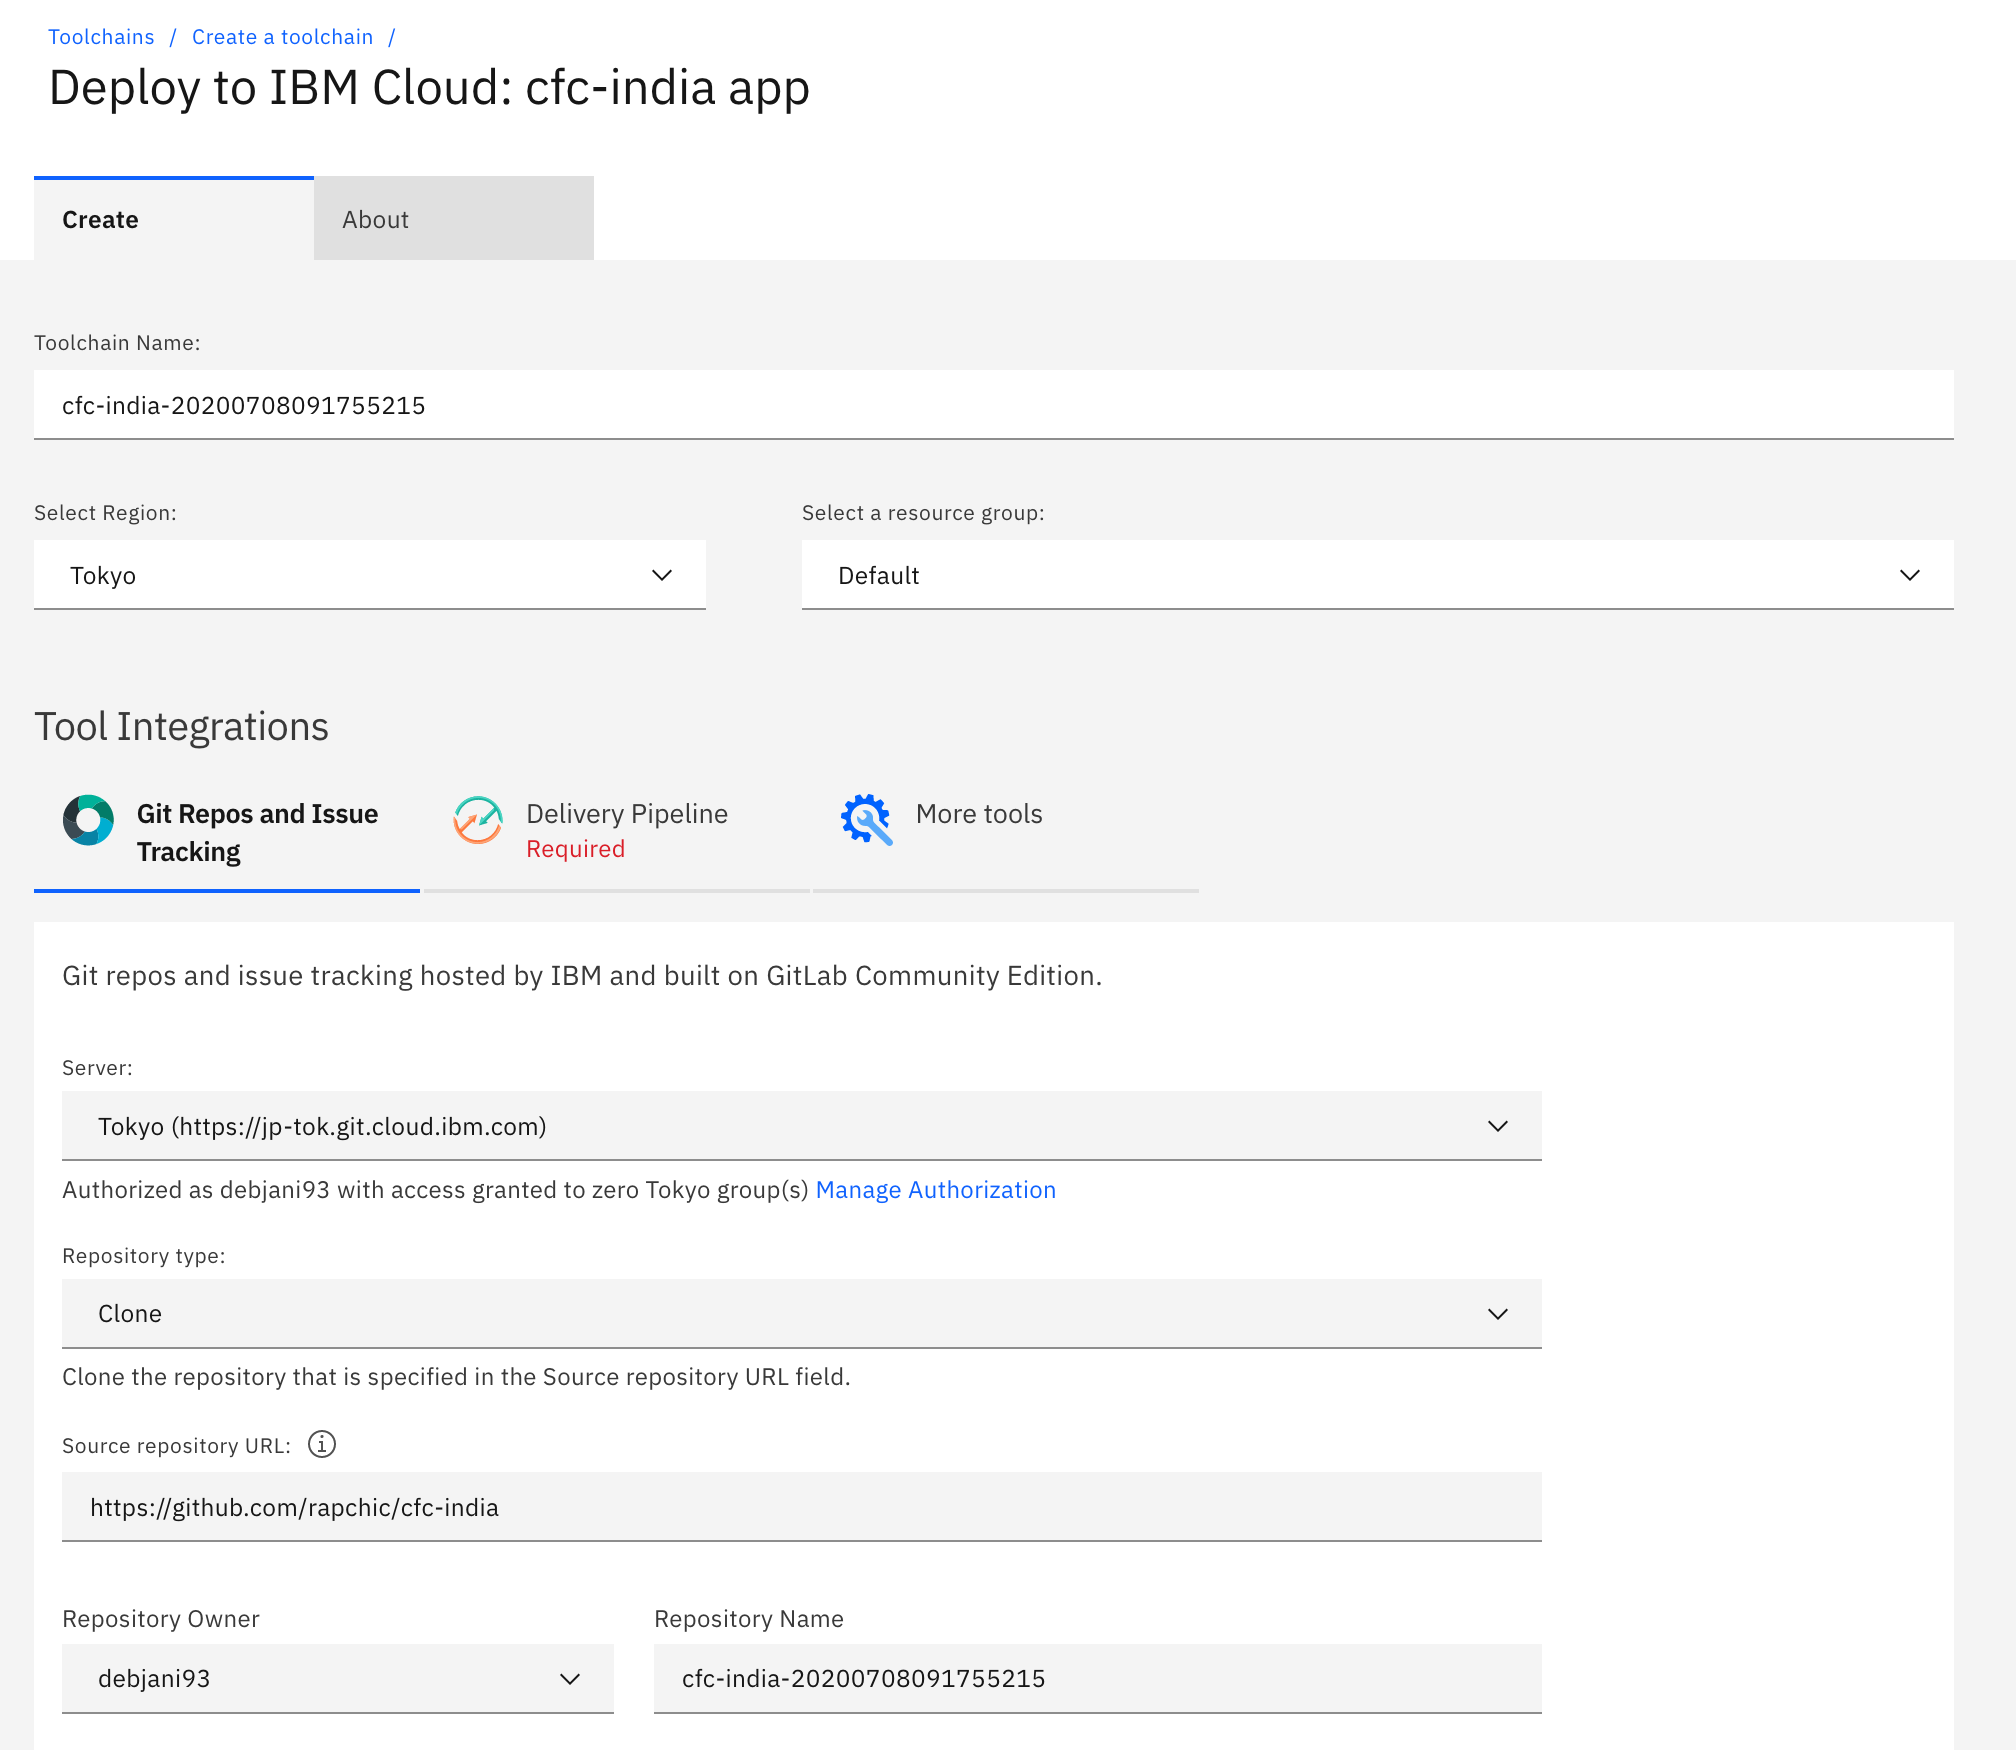 Toolchains / Create a toolchain /
Deploy to IBM Cloud: cfc-india app
Create
About
Toolchain Name:
cfc-india-20200708091755215
Select Region:
Select a resource group:
Tokyo
Default
Tool Integrations
Git Repos and Issue
Tracking
Delivery Pipeline
Required
More tools
Git repos and issue tracking hosted by IBM and built on GitLab Community Edition.
Server:
Tokyo (https://jp-tok.git.cloud.ibm.com)
Authorized as debjani93 with access granted to zero Tokyo group(s) Manage Authorization
Repository type:
Clone
Clone the repository that is specified in the Source repository URL field.
Source repository URL:
https://github.com/rapchic/cfc-india
Repository Owner
Repository Name
debjani93
cfc-india-20200708091755215